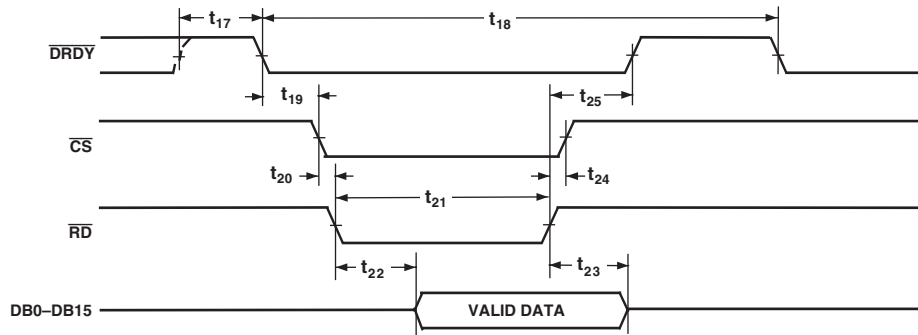 t17
t18
DRDY
t19
t25
CS
t20
t24
t21
RD
t22
t23
DB0–DB15
VALID DATA